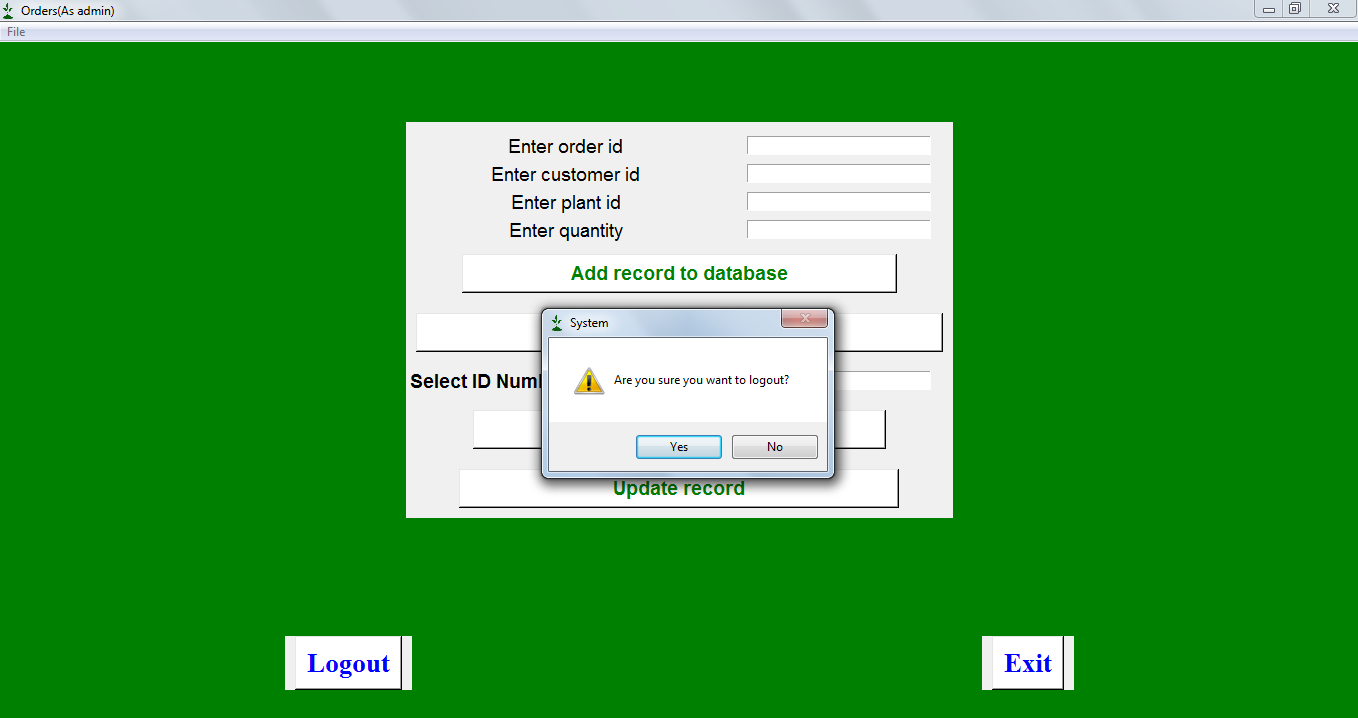 Orders(As admin)
File
Enter order id
Enter customer id
Enter plant id
Enter quantity
Add record to database
System
Are you sure you want to logout?
Select ID
Yes
No
Update record
Logout
Exit